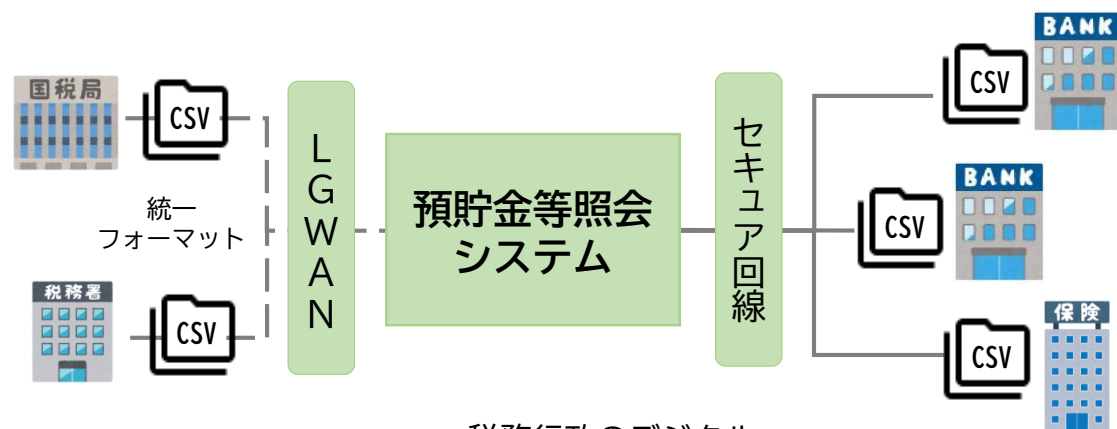 国税局
CSV
統一
フォーマット
税務署
CSV
LGWAN
預貯金等照会
システム
セキュア回線
BANK
CSV
BANK
CSV
保険
CSV